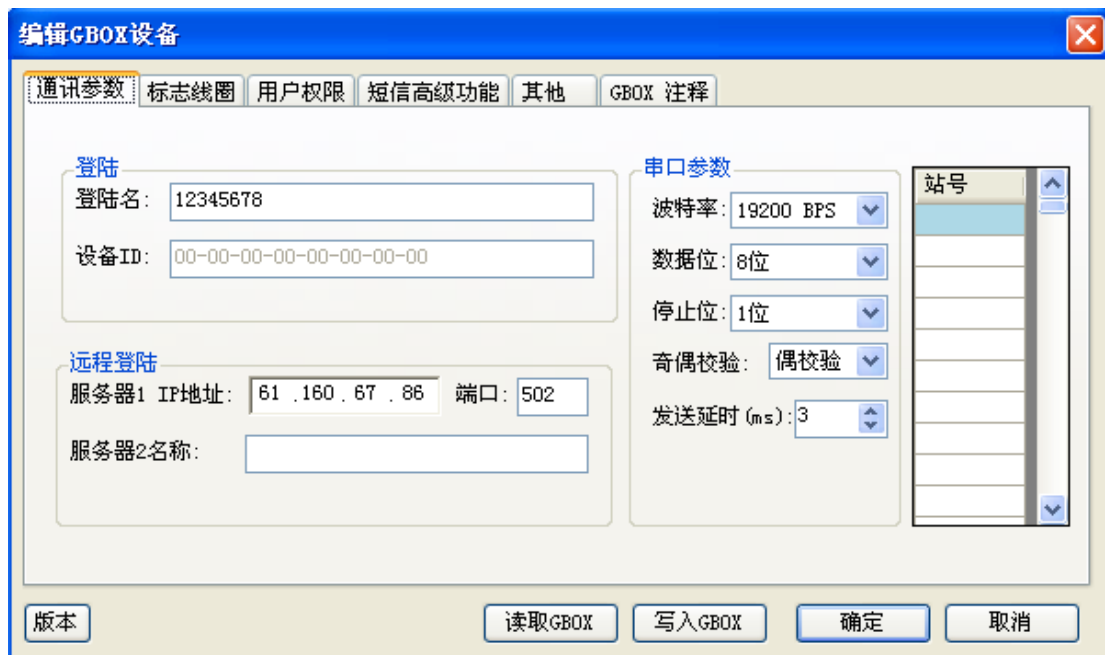 编辑GBOX设备
通讯参数 标志线圈 用户权限 短信高级功能 其他 GBOX 注释
登陆
登陆名: 12345678
设备ID: 00-00-00-00-00-00-00-00
远程登陆
服务器1 IP地址: 61 .160 . 67 . 86 端口: 502
服务器2名称:
串口参数
波特率: 19200 BPS
数据位: 8位
停止位: 1位
奇偶校验: 偶校验
发送延时(ms): 3
站号
版本 读取GBOX 写入GBOX 确定 取消